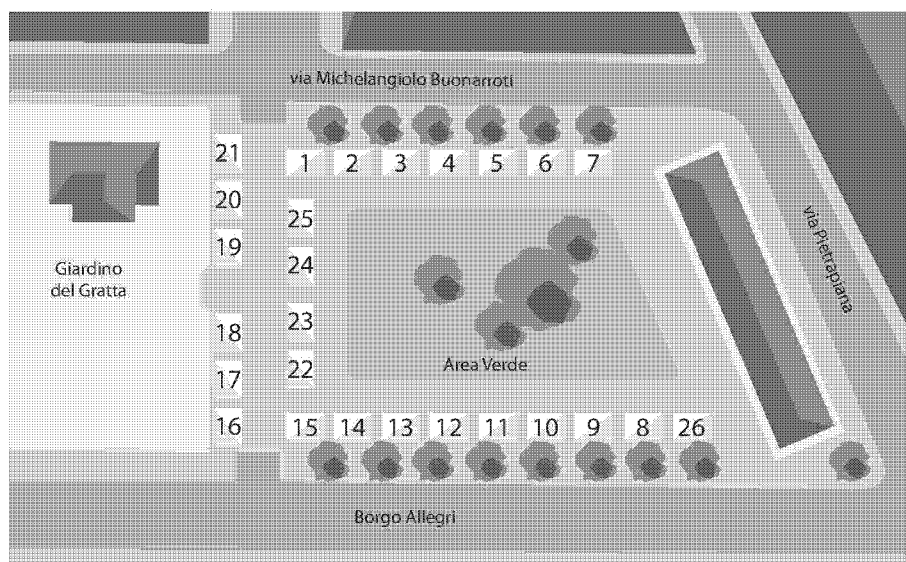 via Michelangiolo Buonarroti
21
1 2 3 4 5 6 7
20
25
19
24
Giardino
del Gratta
via Pietrapiana
18
23
17
22
Area Verde
16
15 14 13 12 11 10 9 8 26
Borgo Allegri